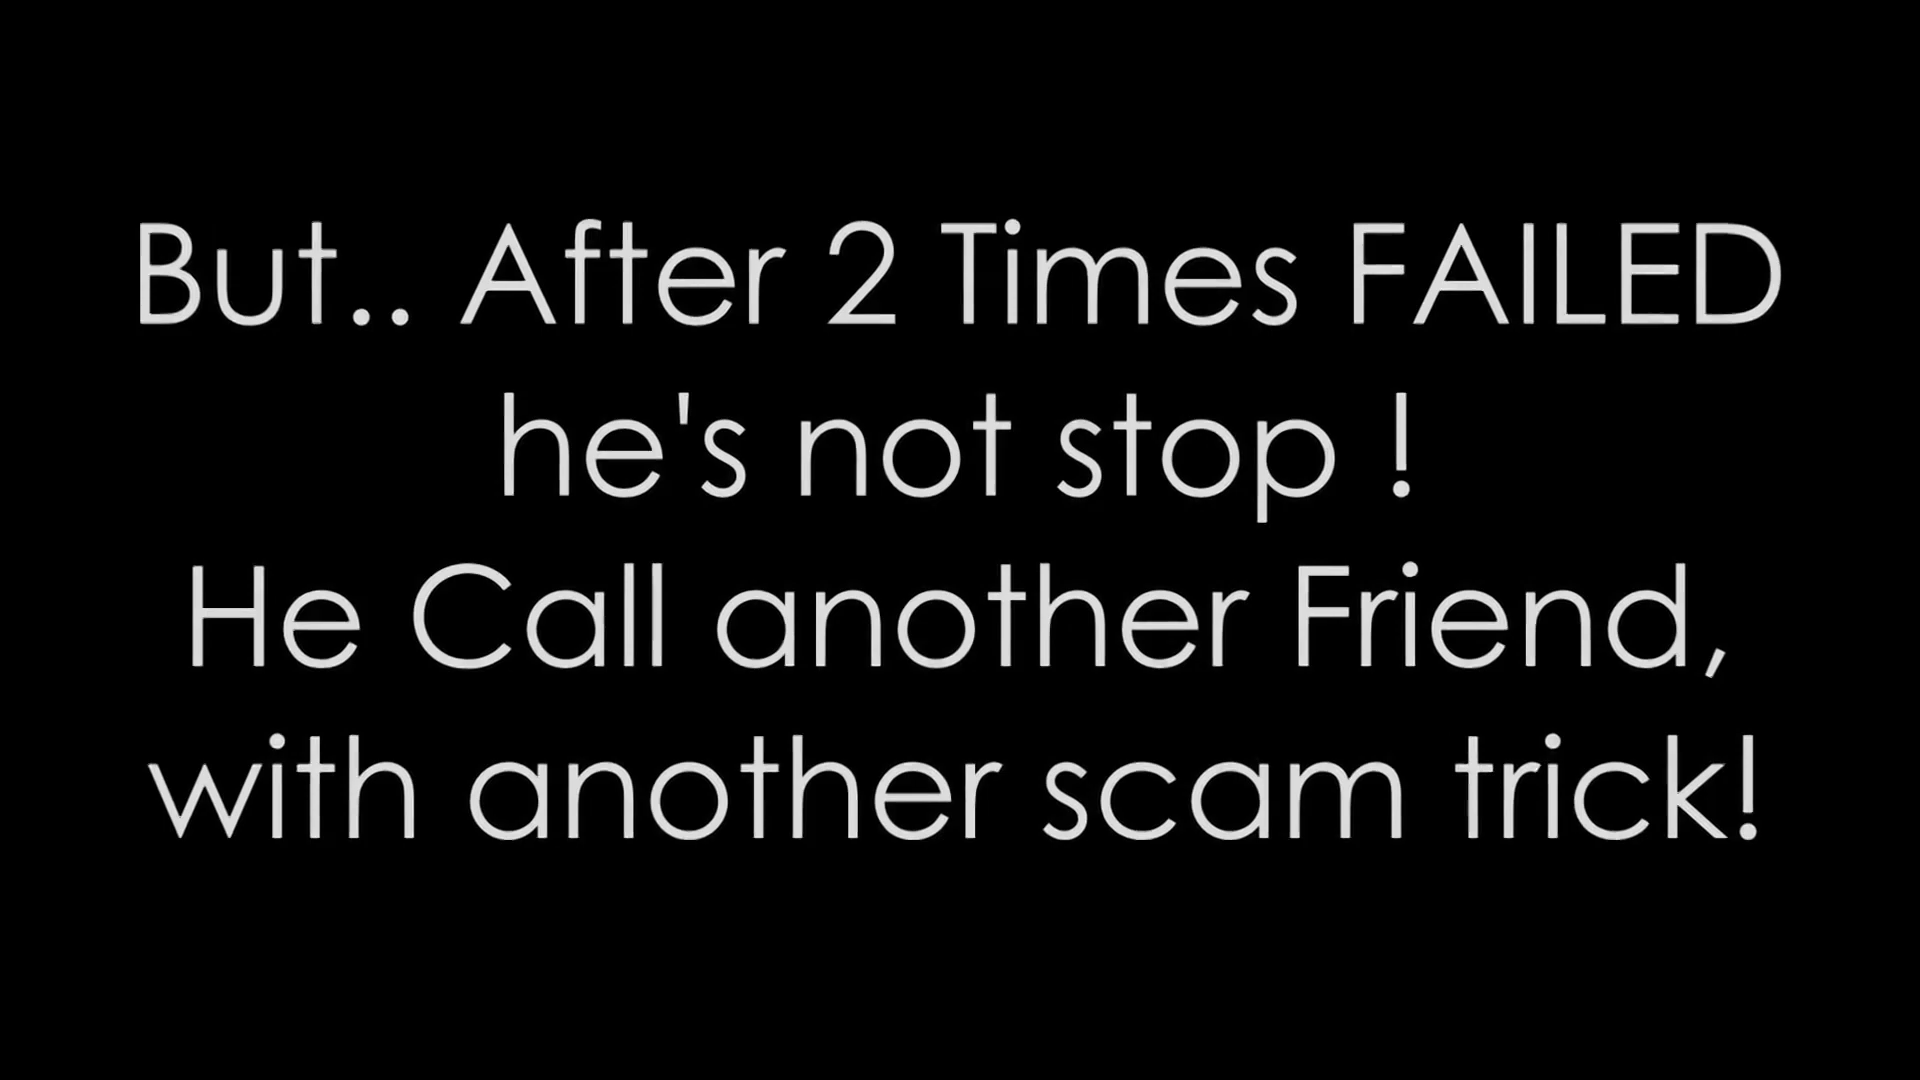 But.. After 2 Times FAILED
he's not stop !
He Call another Friend,
with another scam trick!